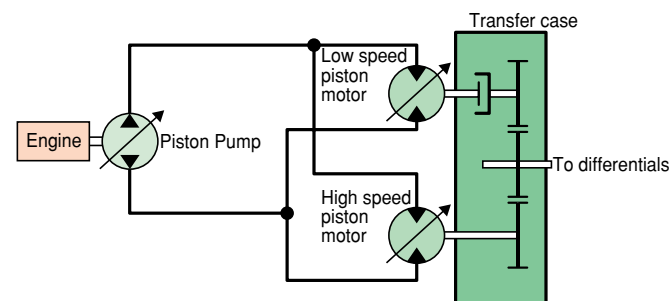 Transfer case
Low speed
piston
motor
Engine
Piston Pump
To differentials
High speed
piston
motor